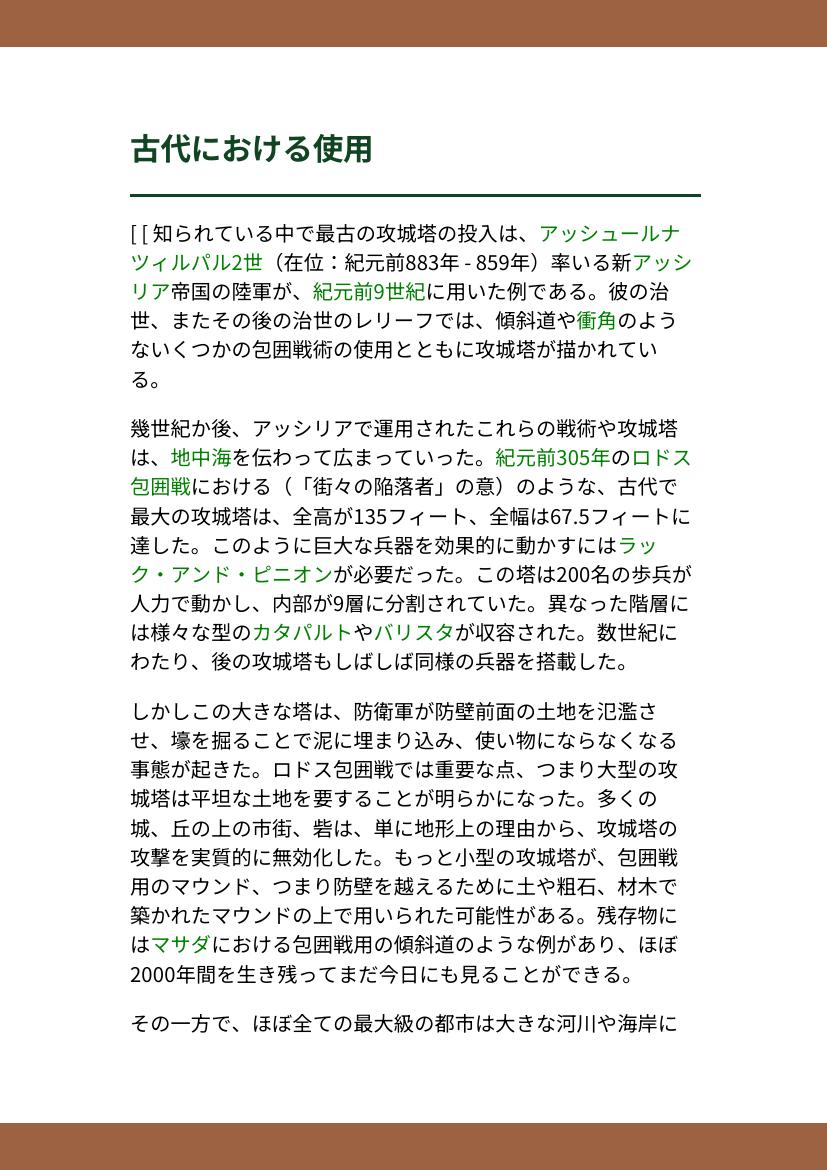 古代における使用
[ [ 知られている中で最古の攻城塔の投入は、アッシュールナ
ツィルパル2世（在位：紀元前883年 - 859年）率いる新アッシ
リア帝国の陸軍が、紀元前9世紀に用いた例である。彼の治
世、またその後の治世のレリーフでは、傾斜道や衝角のよう
ないくつかの包囲戦術の使用とともに攻城塔が描かれてい
る。
幾世紀か後、アッシリアで運用されたこれらの戦術や攻城塔
は、地中海を伝わって広まっていった。紀元前305年のロドス
包囲戦における（「街々の陥落者」の意）のような、古代で
最大の攻城塔は、全高が135フィート、全幅は67.5フィートに
達した。このように巨大な兵器を効果的に動かすにはラッ
ク・アンド・ピニオンが必要だった。この塔は200名の歩兵が
人力で動かし、内部が9層に分割されていた。異なった階層に
は様々な型のカタパルトやバリスタが収容された。数世紀に
わたり、後の攻城塔もしばしば同様の兵器を搭載した。
しかしこの大きな塔は、防衛軍が防壁前面の土地を氾濫さ
せ、壕を掘ることで泥に埋まり込み、使い物にならなくなる
事態が起きた。ロドス包囲戦では重要な点、つまり大型の攻
城塔は平坦な土地を要することが明らかになった。多くの
城、丘の上の市街、砦は、単に地形上の理由から、攻城塔の
攻撃を実質的に無効化した。もっと小型の攻城塔が、包囲戦
用のマウンド、つまり防壁を越えるために土や粗石、材木で
築かれたマウンドの上で用いられた可能性がある。残存物に
はマサダにおける包囲戦用の傾斜道のような例があり、ほぼ
2000年間を生き残ってまだ今日にも見ることができる。
その一方で、ほぼ全ての最大級の都市は大きな河川や海岸に